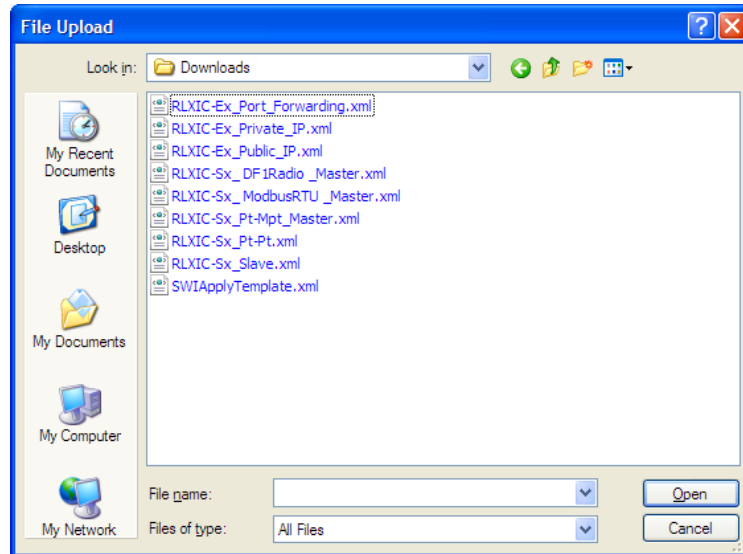 File Upload
Look in: Downloads
My Recent
Documents
Desktop
My Documents
My Computer
My Network
RLXIC-Ex_Port_Forwarding.xml
RLXIC-Ex_Private_IP.xml
RLXIC-Ex_Public_IP.xml
RLXIC-Sx_ DF1Radio _Master.xml
RLXIC-Sx_ ModbusRTU _Master.xml
RLXIC-Sx_Pt-Mpt_Master.xml
RLXIC-Sx_Pt-Pt.xml
RLXIC-Sx_Slave.xml
SWIApplyTemplate.xml
File name:
Open
Files of type: All Files
Cancel